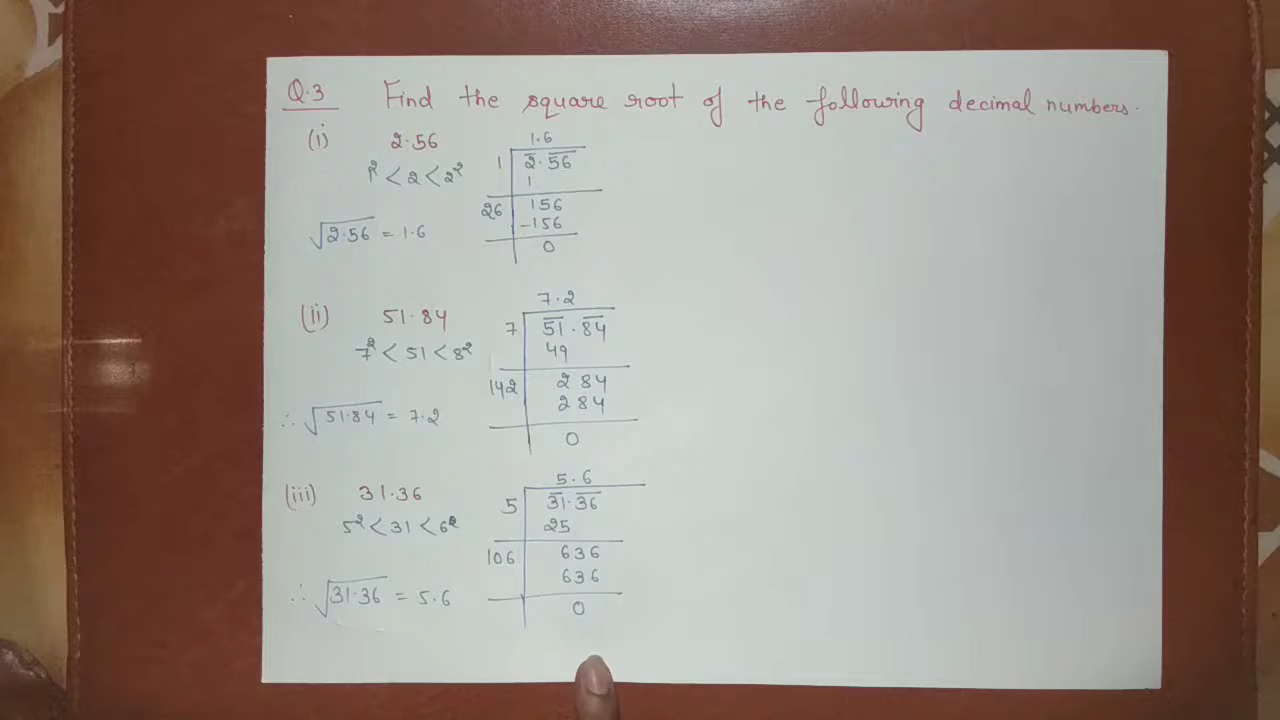 Q.3 Find the square root of the following decimal numbers.
(i) 2.56
1² < 2 < 2²
√2.56 = 1.6
1.6
1 2.56
1
26 156
-156
0
(ii) 51.84
7² < 51 < 8²
∴ √51.84 = 7.2
7.2
7 51.84
49
142 284
284
0
(iii) 31.36
5² < 31 < 6²
∴ √31.36 = 5.6
5.6
5 31.36
25
106 636
636
0